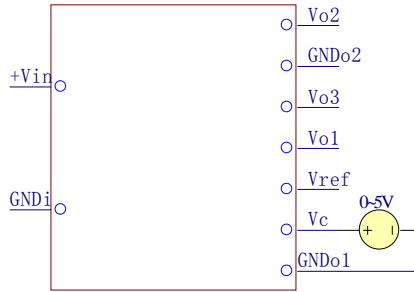 Vo2
GNDo2
+Vin
Vo3
Vo1
Vref
GNDi
0~5V
Vc
+ −
GNDo1